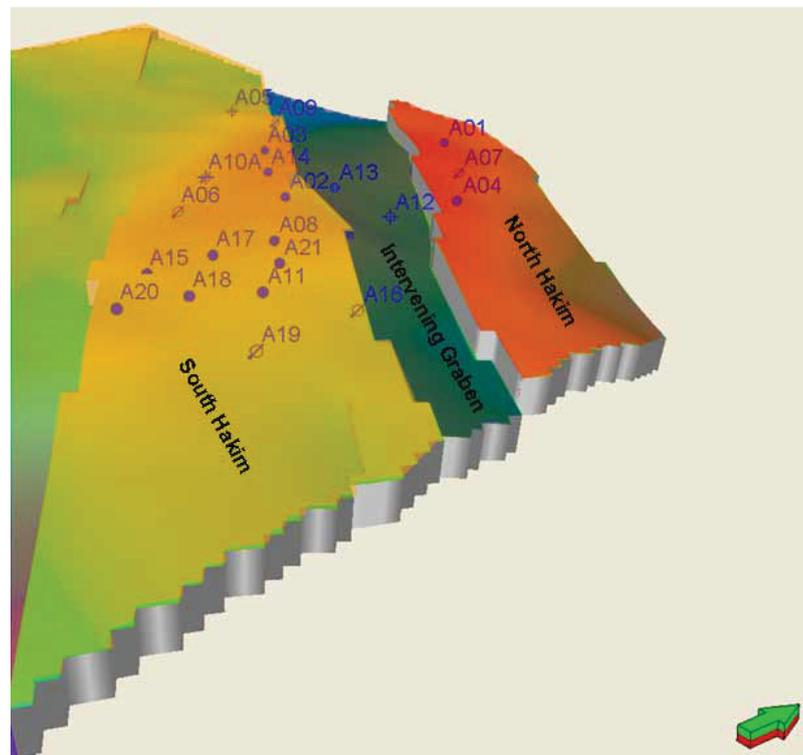 A05
A09
A01
A03
A07
A10A
A14
A13
A02
A04
A06
A12
A08
A17
A21
A15
A18
A11
A20
A16
A19
South Hakim
Intervening Graben
North Hakim